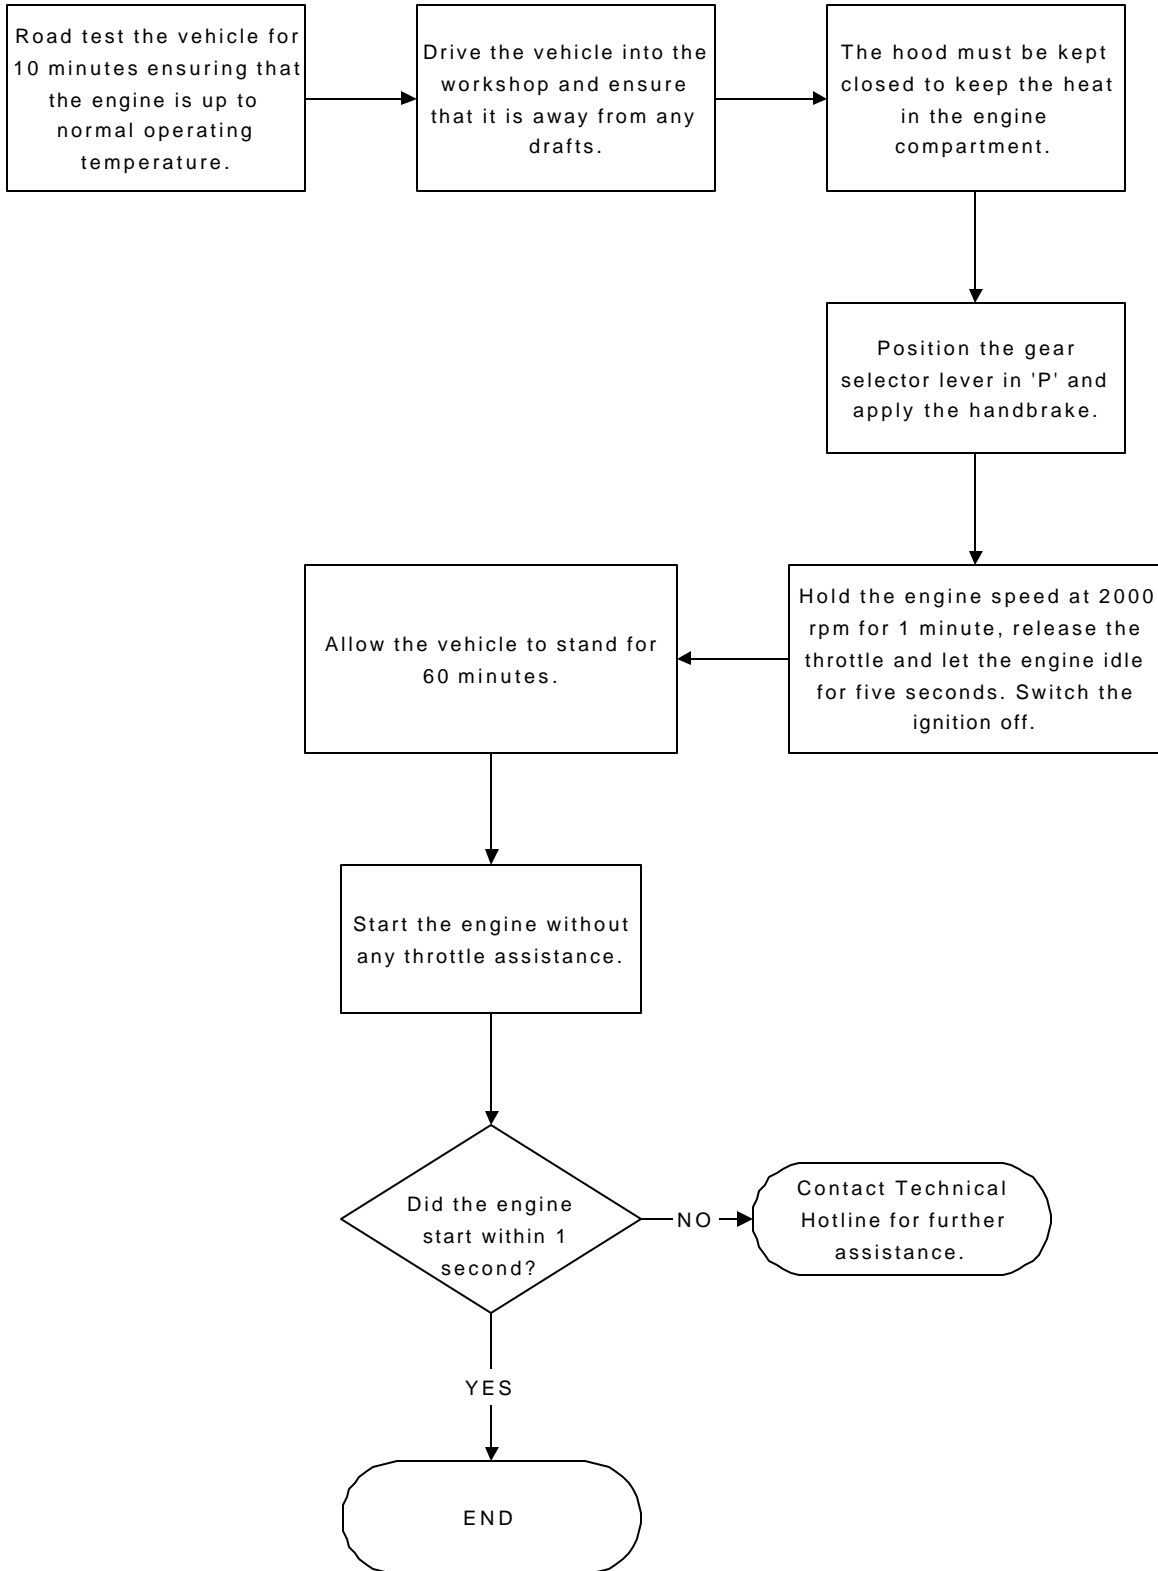 Road test the vehicle for
10 minutes ensuring that
the engine is up to
normal operating
temperature.
Drive the vehicle into the
workshop and ensure
that it is away from any
drafts.
The hood must be kept
closed to keep the heat
in the engine
compartment.
Position the gear
selector lever in 'P' and
apply the handbrake.
Hold the engine speed at 2000
rpm for 1 minute, release the
throttle and let the engine idle
for five seconds. Switch the
ignition off.
Allow the vehicle to stand for
60 minutes.
Start the engine without
any throttle assistance.
Did the engine
start within 1
second?
NO
Contact Technical
Hotline for further
assistance.
YES
END